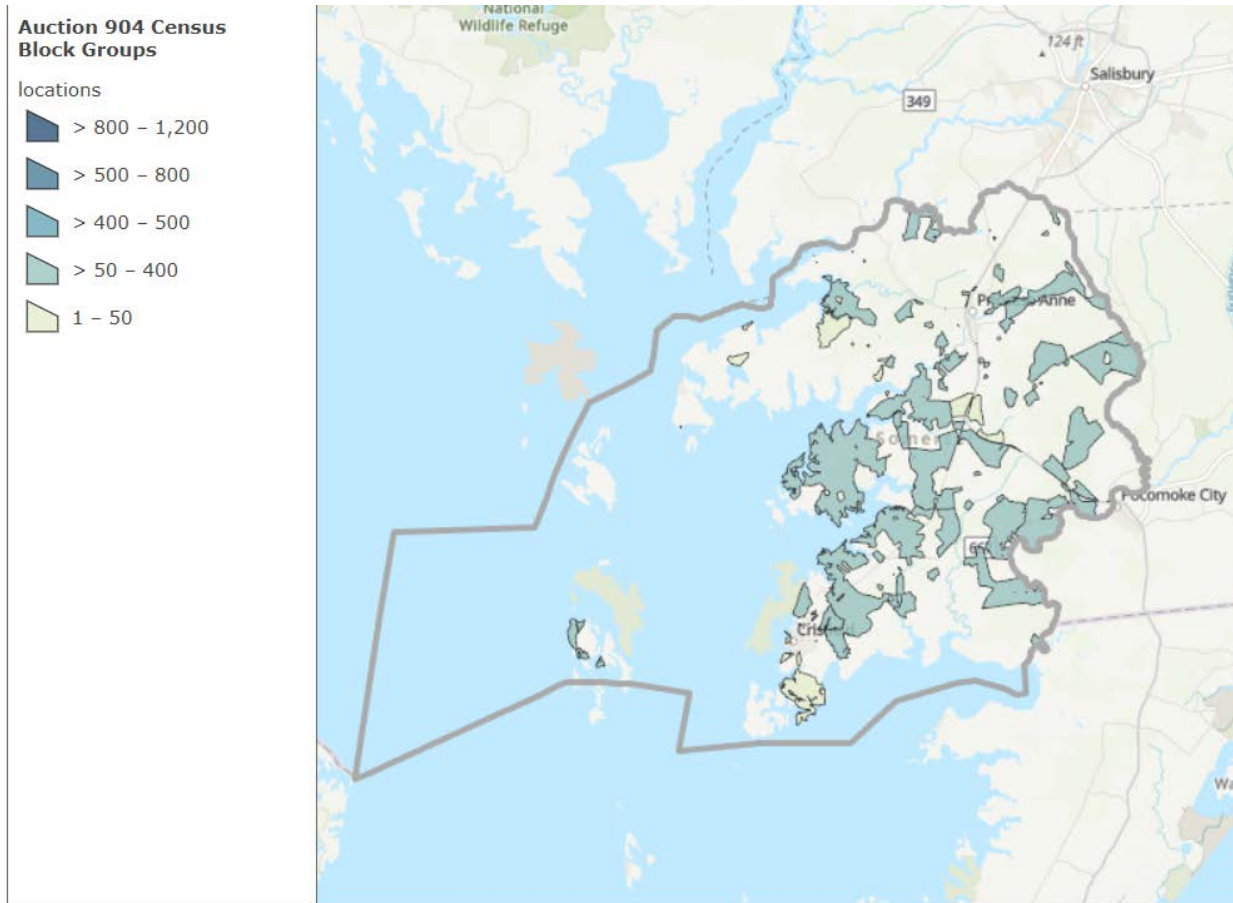 Auction 904 Census
Block Groups
locations
> 800 – 1,200
> 500 – 800
> 400 – 500
> 50 – 400
1 – 50
National
Wildlife Refuge
124 ft
Salisbury
349
Anne
Pocomoke City